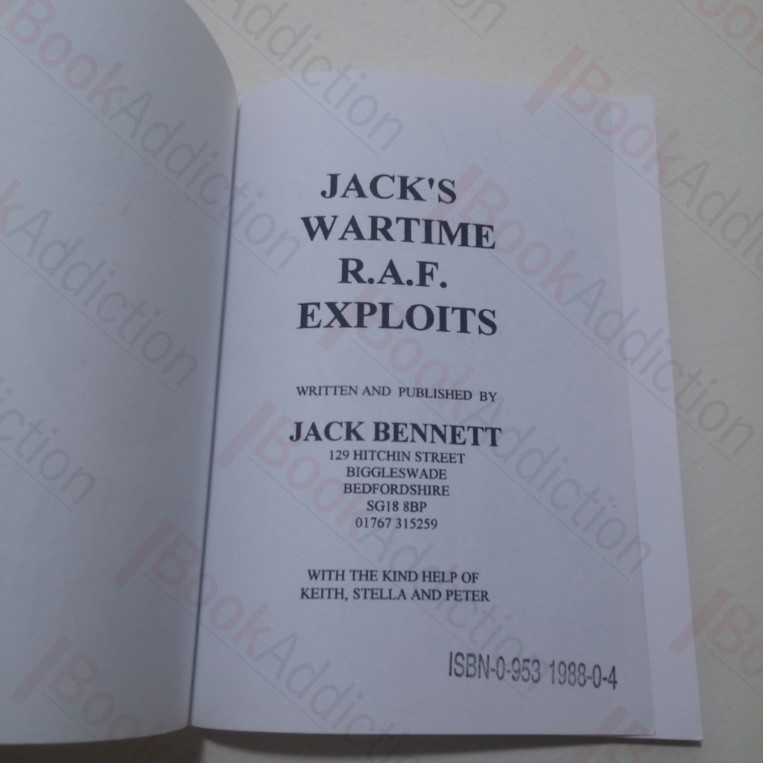 JACK'S
WARTIME
R.A.F.
EXPLOITS
WRITTEN AND PUBLISHED BY
JACK BENNETT
129 HITCHIN STREET
BIGGLESWADE
BEDFORDSHIRE
SG18 8BP
01767 315259
WITH THE KIND HELP OF
KEITH, STELLA AND PETER
ISBN-0-953 1988-0-4
BookAddiction